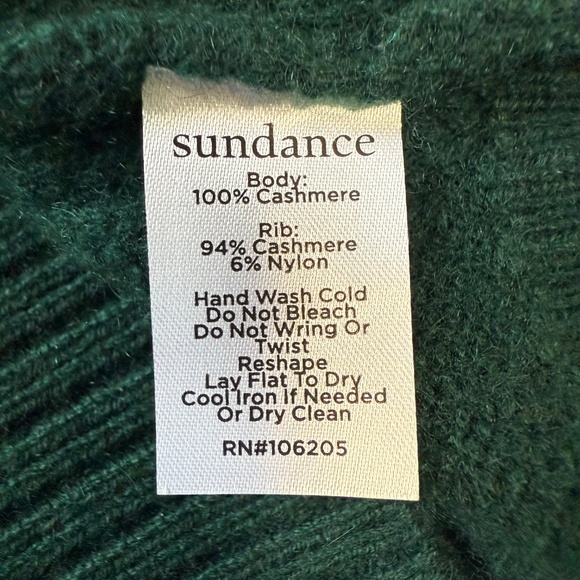 sundance
Body:
100% Cashmere
Rib:
94% Cashmere
6% Nylon
Hand Wash Cold
Do Not Bleach
Do Not Wring Or
Twist
Reshape
Lay Flat To Dry
Cool Iron If Needed
Or Dry Clean
RN#106205